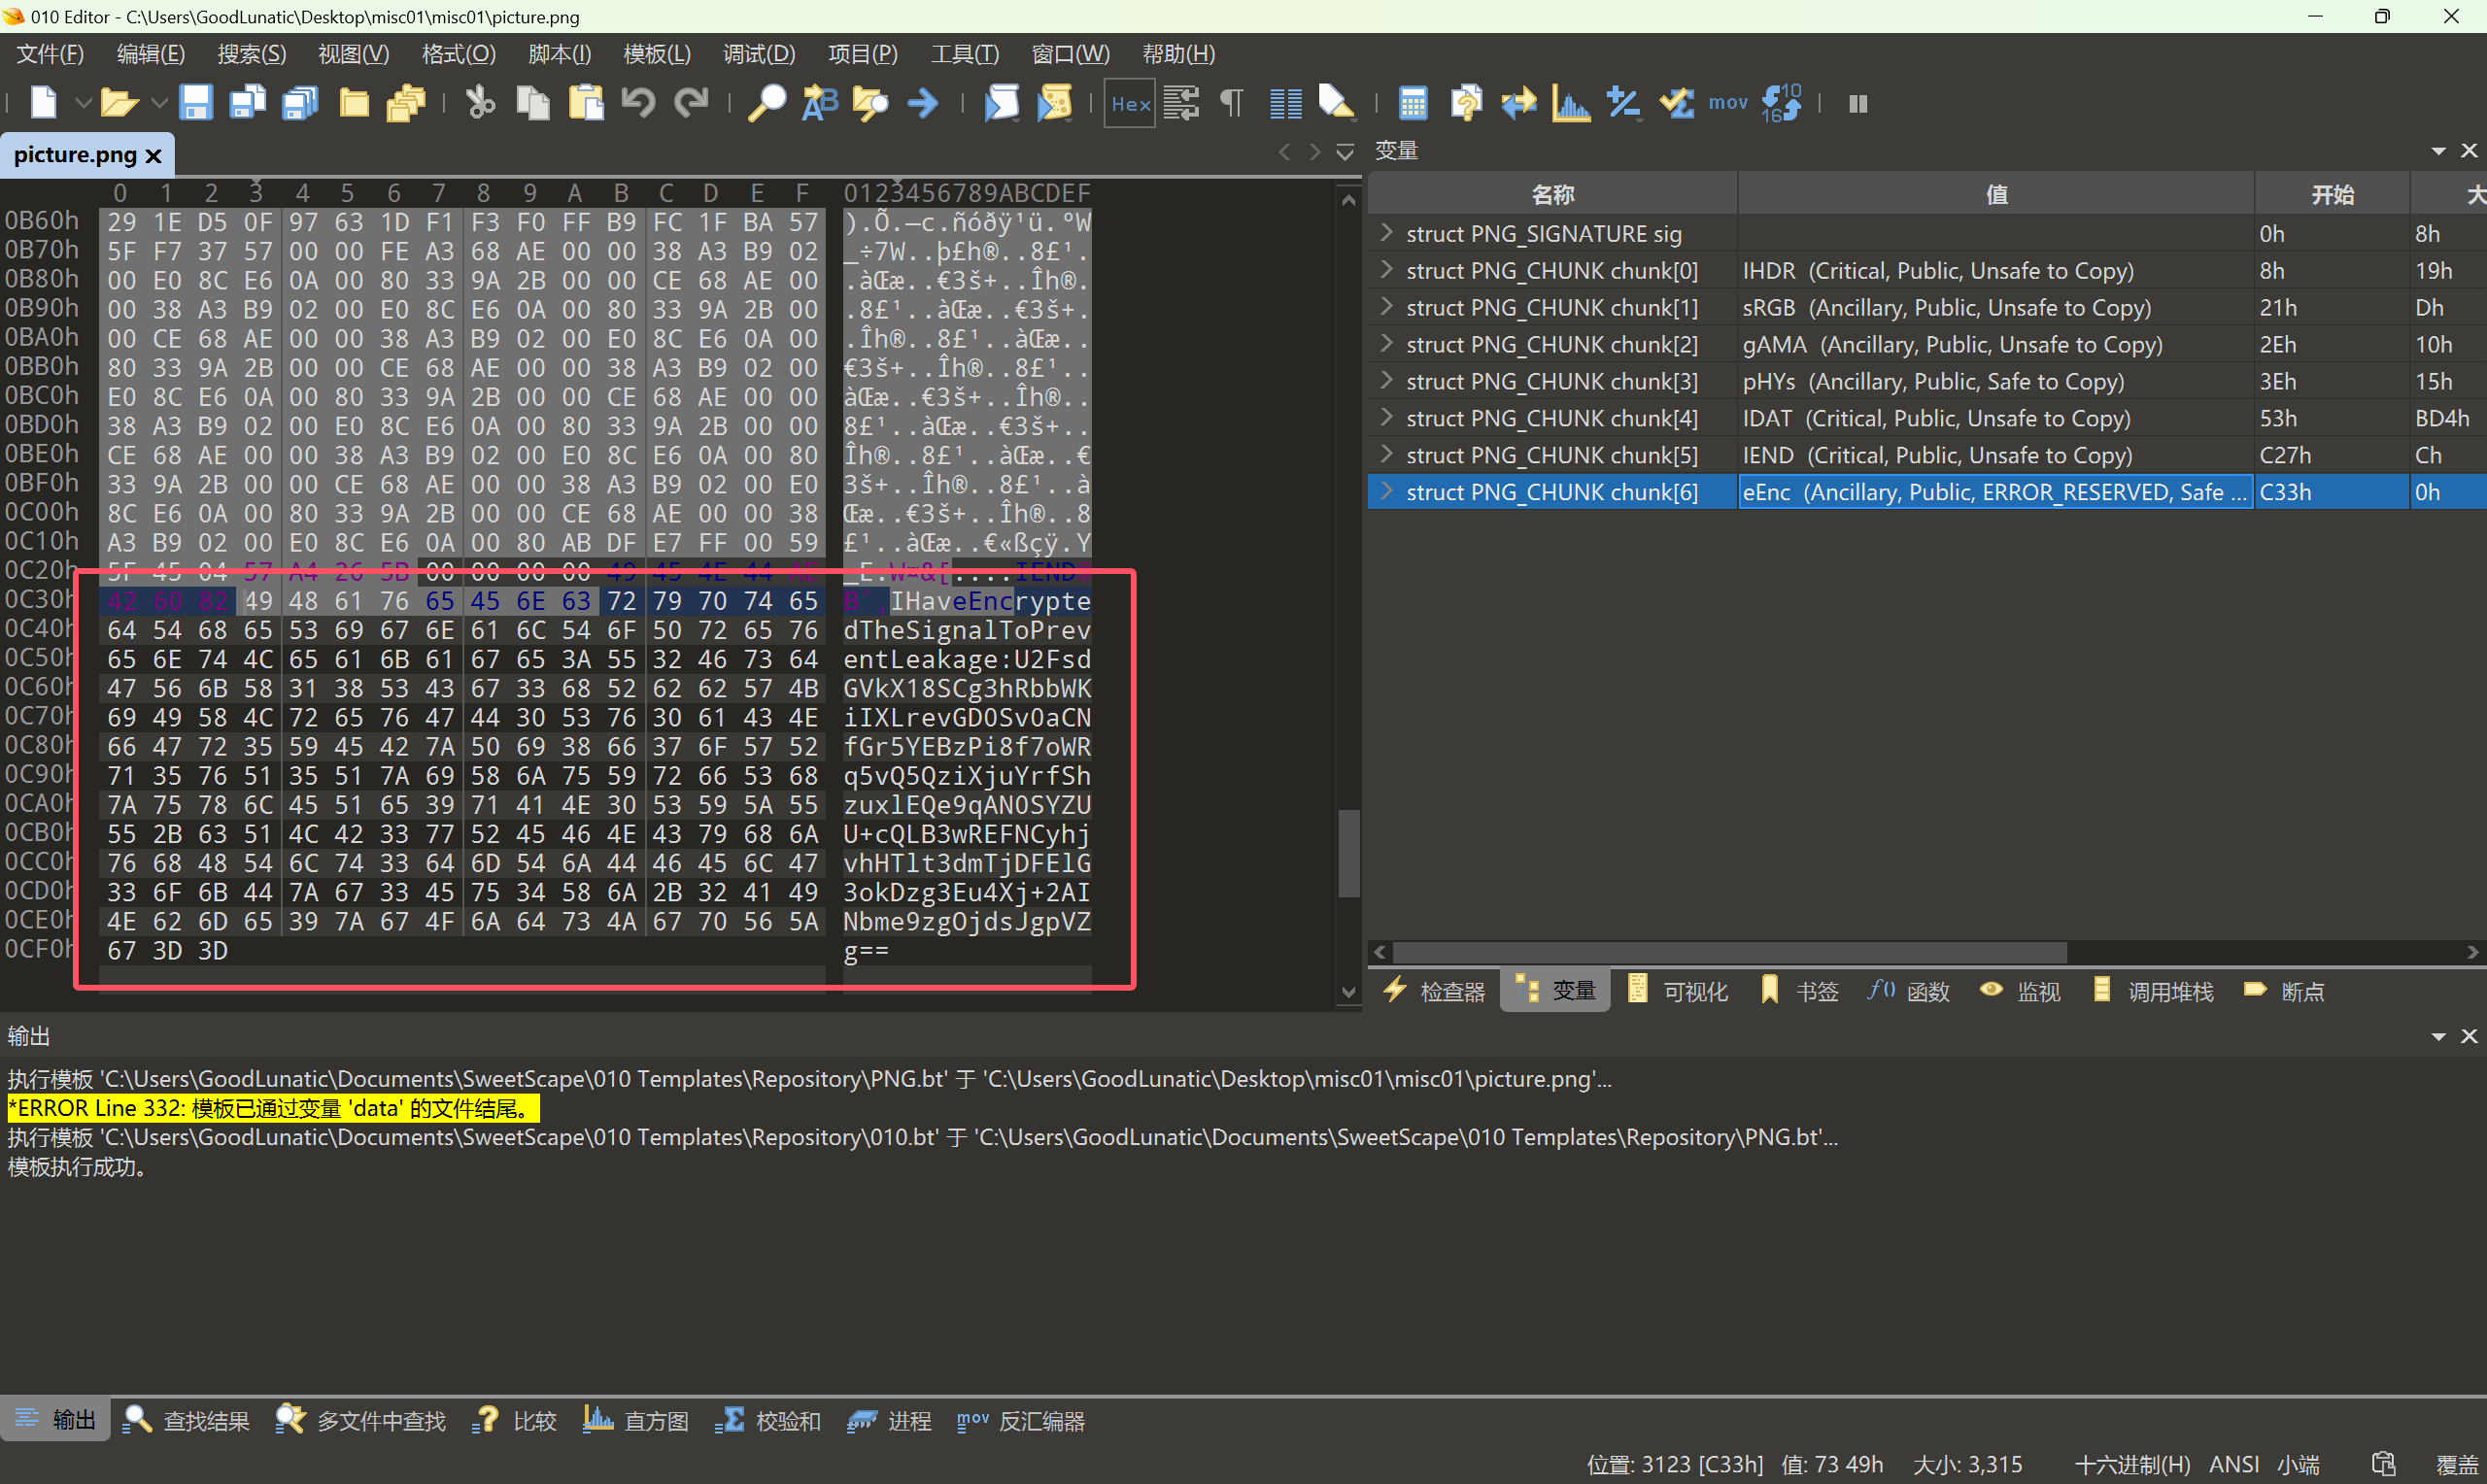 010 Editor - C:\Users\GoodLunatic\Desktop\misc01\misc01\picture.png
文件(F) 编辑(E) 搜索(S) 视图(V) 格式(O) 脚本(I) 模板(L) 调试(D) 项目(P) 工具(T) 窗口(W) 帮助(H)
Hex mov
picture.png
0 1 2 3 4 5 6 7 8 9 A B C D E F 0123456789ABCDEF
0B60h 29 1E D5 0F 97 63 1D F1 F3 F0 FF B9 FC 1F BA 57 ).Õ.—c.ñóðÿ¹ü.ºW
0B70h 5F F7 37 57 00 00 FE A3 68 AE 00 00 38 A3 B9 02 _÷7W..þ£h®..8£¹.
0B80h 00 E0 8C E6 0A 00 80 33 9A 2B 00 00 CE 68 AE 00 .àŒæ..€3š+..Îh®.
0B90h 00 38 A3 B9 02 00 E0 8C E6 0A 00 80 33 9A 2B 00 .8£¹..àŒæ..€3š+.
0BA0h 00 CE 68 AE 00 00 38 A3 B9 02 00 E0 8C E6 0A 00 .Îh®..8£¹..àŒæ..
0BB0h 80 33 9A 2B 00 00 CE 68 AE 00 00 38 A3 B9 02 00 €3š+..Îh®..8£¹..
0BC0h E0 8C E6 0A 00 80 33 9A 2B 00 00 CE 68 AE 00 00 àŒæ..€3š+..Îh®..
0BD0h 38 A3 B9 02 00 E0 8C E6 0A 00 80 33 9A 2B 00 00 8£¹..àŒæ..€3š+..
0BE0h CE 68 AE 00 00 38 A3 B9 02 00 E0 8C E6 0A 00 80 Îh®..8£¹..àŒæ..€
0BF0h 33 9A 2B 00 00 CE 68 AE 00 00 38 A3 B9 02 00 E0 3š+..Îh®..8£¹..à
0C00h 8C E6 0A 00 80 33 9A 2B 00 00 CE 68 AE 00 00 38 Œæ..€3š+..Îh®..8
0C10h A3 B9 02 00 E0 8C E6 0A 00 80 AB DF E7 FF 00 59 £¹..àŒæ..€«ßçÿ.Y
0C20h 5F 45 04 57 A4 26 5B 00 00 00 00 49 45 4E 44 AE _E.W¤&[....IEND®
0C30h 42 60 82 49 48 61 76 65 45 6E 63 72 79 70 74 65 B`‚IHaveEncrypte
0C40h 64 54 68 65 53 69 67 6E 61 6C 54 6F 50 72 65 76 dTheSignalToPrev
0C50h 65 6E 74 4C 65 61 6B 61 67 65 3A 55 32 46 73 64 entLeakage:U2Fsd
0C60h 47 56 6B 58 31 38 53 43 67 33 68 52 62 62 57 4B GVkX18SCg3hRbbWK
0C70h 69 49 58 4C 72 65 76 47 44 30 53 76 30 61 43 4E iIXLrevGD0Sv0aCN
0C80h 66 47 72 35 59 45 42 7A 50 69 38 66 37 6F 57 52 fGr5YEBzPi8f7oWR
0C90h 71 35 76 51 35 51 7A 69 58 6A 75 59 72 66 53 68 q5vQ5QziXjuYrfSh
0CA0h 7A 75 78 6C 45 51 65 39 71 41 4E 30 53 59 5A 55 zuxlEQe9qAN0SYZU
0CB0h 55 2B 63 51 4C 42 33 77 52 45 46 4E 43 79 68 6A U+cQLB3wREFNCyhj
0CC0h 76 68 48 54 6C 74 33 64 6D 54 6A 44 46 45 6C 47 vhHTlt3dmTjDFElG
0CD0h 33 6F 6B 44 7A 67 33 45 75 34 58 6A 2B 32 41 49 3okDzg3Eu4Xj+2AI
0CE0h 4E 62 6D 65 39 7A 67 4F 6A 64 73 4A 67 70 56 5A Nbme9zgOjdsJgpVZ
0CF0h 67 3D 3D g==
变量
名称 值 开始 大
struct PNG_SIGNATURE sig 0h 8h
struct PNG_CHUNK chunk[0] IHDR (Critical, Public, Unsafe to Copy) 8h 19h
struct PNG_CHUNK chunk[1] sRGB (Ancillary, Public, Unsafe to Copy) 21h Dh
struct PNG_CHUNK chunk[2] gAMA (Ancillary, Public, Unsafe to Copy) 2Eh 10h
struct PNG_CHUNK chunk[3] pHYs (Ancillary, Public, Safe to Copy) 3Eh 15h
struct PNG_CHUNK chunk[4] IDAT (Critical, Public, Unsafe to Copy) 53h BD4h
struct PNG_CHUNK chunk[5] IEND (Critical, Public, Unsafe to Copy) C27h Ch
struct PNG_CHUNK chunk[6] eEnc (Ancillary, Public, ERROR_RESERVED, Safe ... C33h 0h
检查器 变量 可视化 书签 函数 监视 调用堆栈 断点
输出
执行模板 'C:\Users\GoodLunatic\Documents\SweetScape\010 Templates\Repository\PNG.bt' 于 'C:\Users\GoodLunatic\Desktop\misc01\misc01\picture.png'...
*ERROR Line 332: 模板已通过变量 'data' 的文件结尾。
执行模板 'C:\Users\GoodLunatic\Documents\SweetScape\010 Templates\Repository\010.bt' 于 'C:\Users\GoodLunatic\Documents\SweetScape\010 Templates\Repository\PNG.bt'...
模板执行成功。
输出 查找结果 多文件中查找 比较 直方图 校验和 进程 mov 反汇编器
位置: 3123 [C33h] 值: 73 49h 大小: 3,315 十六进制(H) ANSI 小端 覆盖